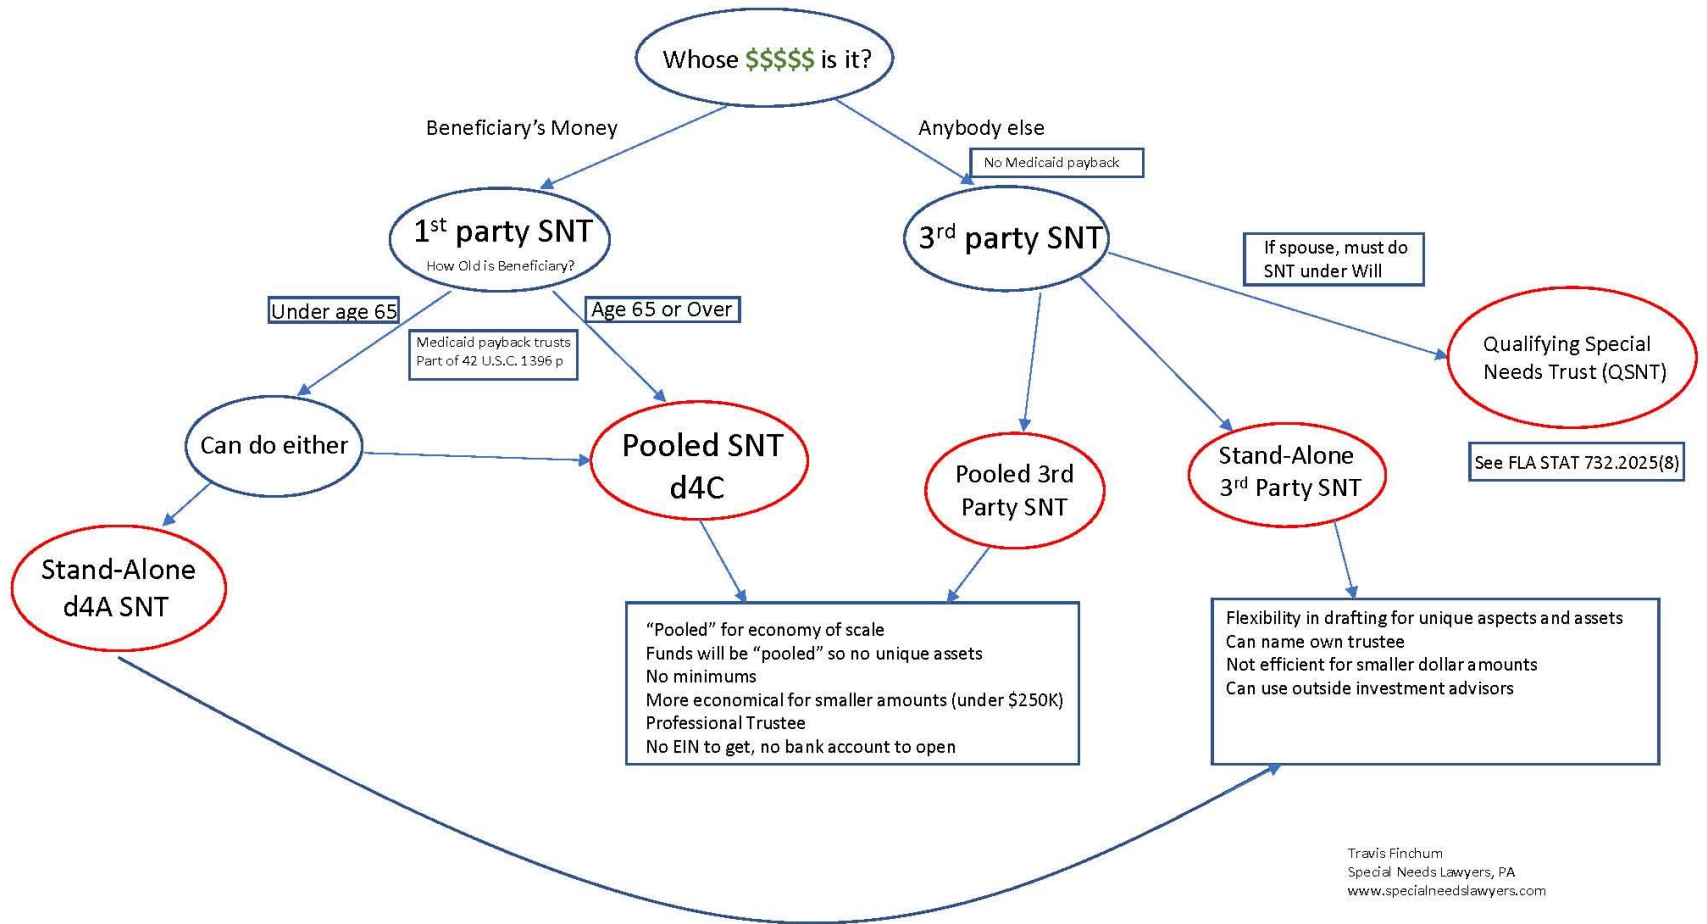 Whose $$$$$ is it?
Beneficiary's Money
Anybody else
No Medicaid payback
1st party SNT
How Old is Beneficiary?
3rd party SNT
If spouse, must do
SNT under Will
Under age 65
Age 65 or Over
Medicaid payback trusts
Part of 42 U.S.C. 1396 p
Qualifying Special
Needs Trust (QSNT)
Can do either
Pooled SNT
d4C
Pooled 3rd
Party SNT
Stand-Alone
3rd Party SNT
See FLA STAT 732.2025(8)
Stand-Alone
d4A SNT
“Pooled” for economy of scale
Funds will be “pooled” so no unique assets
No minimums
More economical for smaller amounts (under $250K)
Professional Trustee
No EIN to get, no bank account to open
Flexibility in drafting for unique aspects and assets
Can name own trustee
Not efficient for smaller dollar amounts
Can use outside investment advisors
Travis Finchum
Special Needs Lawyers, PA
www.specialneedslawyers.com